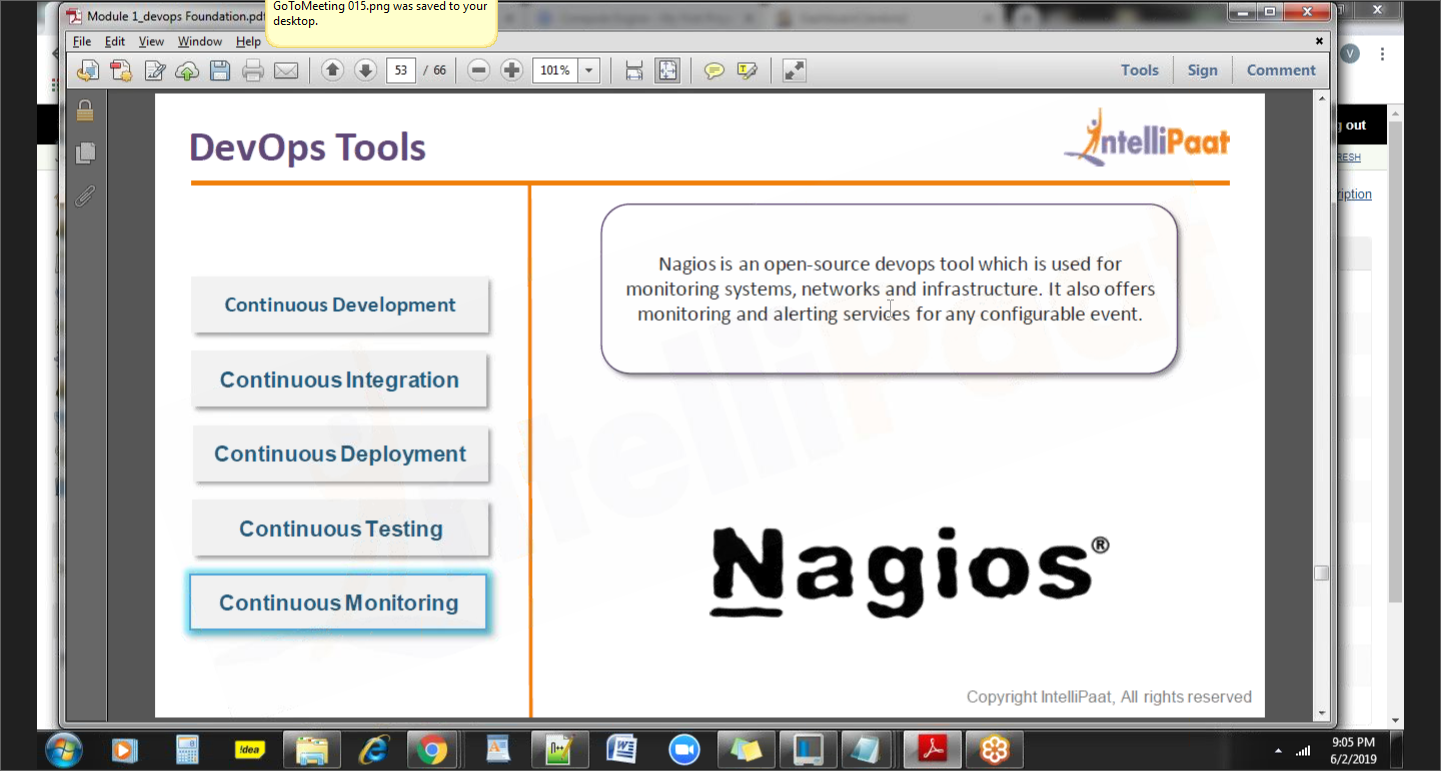 Module 1_devops Foundation.pdf
GoToMeeting 015.png was saved to your
desktop.
File Edit View Window Help
53 / 66 101%
Tools Sign Comment
V
out
RESH
ription
DevOps Tools
IntelliPaat
Nagios is an open-source devops tool which is used for
monitoring systems, networks and infrastructure. It also offers
monitoring and alerting services for any configurable event.
Continuous Development
Continuous Integration
Continuous Deployment
Continuous Testing
Continuous Monitoring
Nagios®
Copyright IntelliPaat, All rights reserved
!dea
9:05 PM
6/2/2019